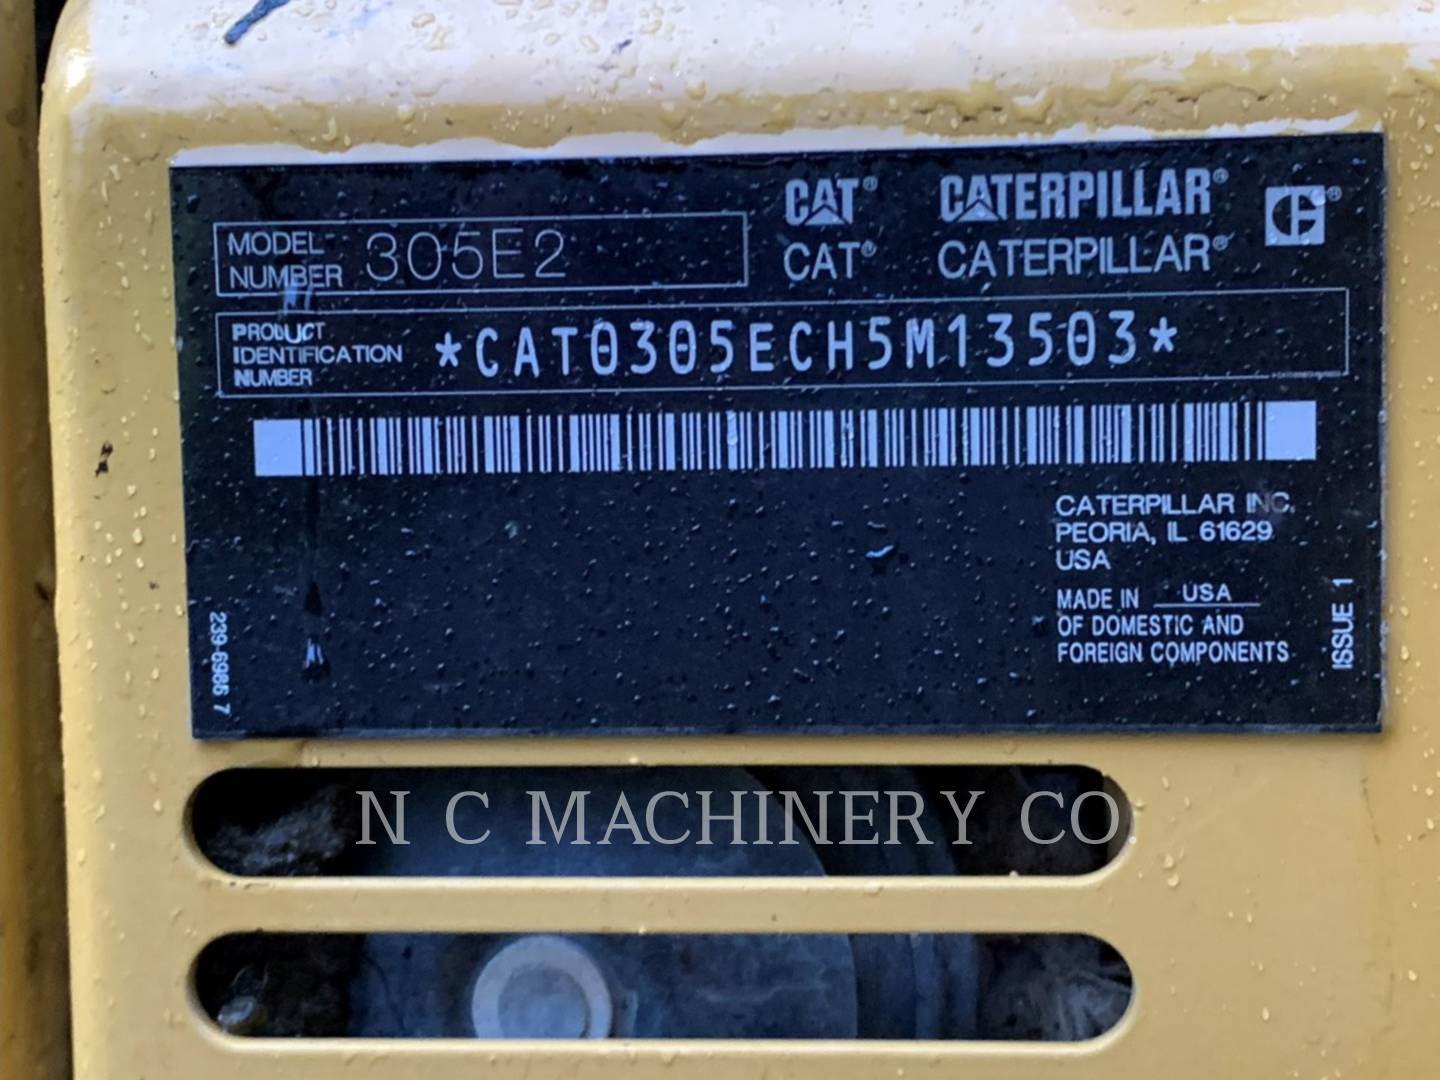 CAT® CATERPILLAR® CE®
MODEL NUMBER 305E2
CAT® CATERPILLAR®
PRODUCT IDENTIFICATION NUMBER *CAT0305ECH5M13503*
CATERPILLAR INC.
PEORIA, IL 61629
USA
MADE IN USA
OF DOMESTIC AND
FOREIGN COMPONENTS
ISSUE 1
239-6986 7
N C MACHINERY CO.